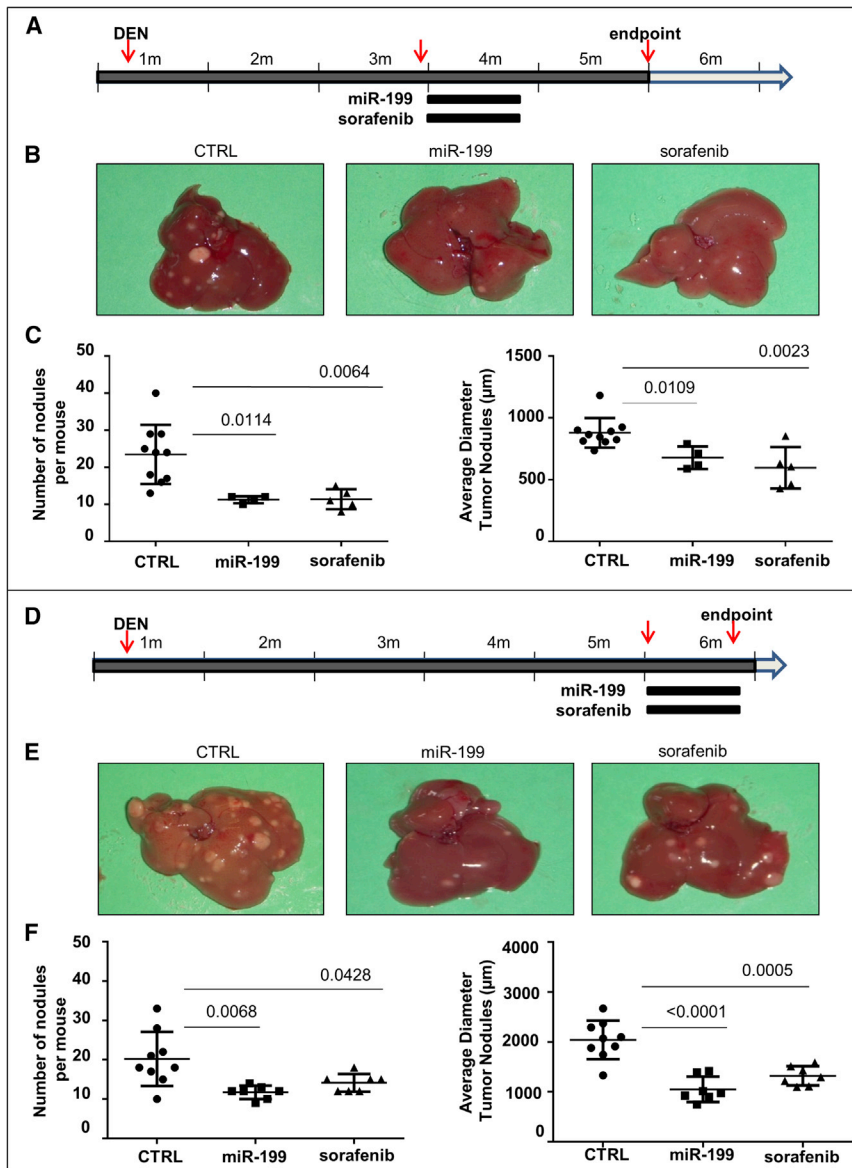 A
DEN
endpoint
1m 2m 3m 4m 5m 6m
miR-199
sorafenib
B
CTRL miR-199 sorafenib
C
Number of nodules
per mouse
50
40
30
20
10
0
0.0064
0.0114
CTRL miR-199 sorafenib
Average Diameter
Tumor Nodules (µm)
1500
1000
500
0
0.0023
0.0109
CTRL miR-199 sorafenib
D
DEN
endpoint
1m 2m 3m 4m 5m 6m
miR-199
sorafenib
E
CTRL miR-199 sorafenib
F
Number of nodules
per mouse
50
40
30
20
10
0
0.0428
0.0068
CTRL miR-199 sorafenib
Average Diameter
Tumor Nodules (µm)
4000
3000
2000
1000
0
0.0005
<0.0001
CTRL miR-199 sorafenib